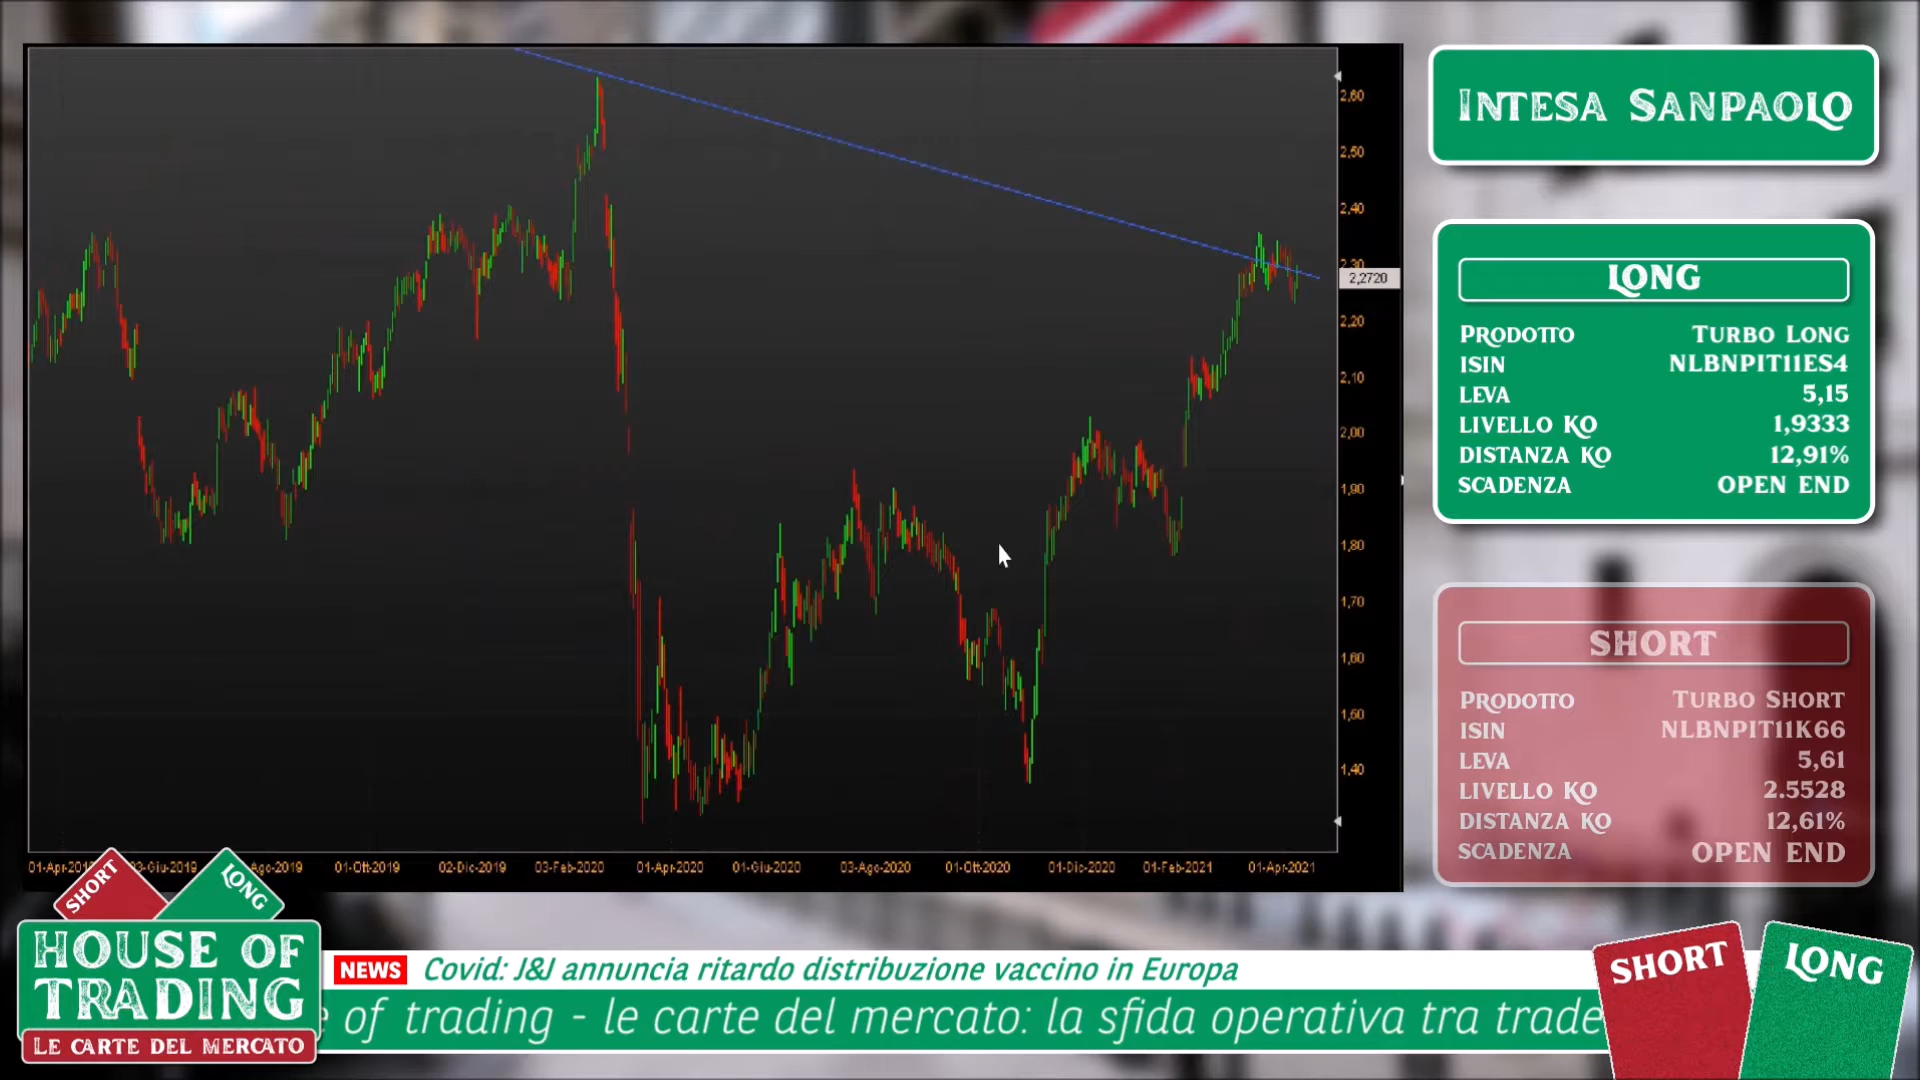 INTESA SANPAOLO
2,60
2,50
2,40
2,30
2,2720
2,20
2,10
2,00
1,90
1,80
1,70
1,60
1,50
1,40
01-Ott-2019
02-Dic-2019
03-Feb-2020
01-Apr-2020
01-Giu-2020
03-Ago-2020
01-Ott-2020
01-Dic-2020
01-Feb-2021
01-Apr-2021
LONG
PRODOTTO TURBO LONG
ISIN NLBNPIT11ES4
LEVA 5,15
LIVELLO KO 1,9333
DISTANZA KO 12,91%
SCADENZA OPEN END
SHORT
PRODOTTO TURBO SHORT
ISIN NLBNPIT11K66
LEVA 5,61
LIVELLO KO 2.5528
DISTANZA KO 12,61%
SCADENZA OPEN END
SHORT LONG
HOUSE OF
TRADING
LE CARTE DEL MERCATO
NEWS Covid: J&J annuncia ritardo distribuzione vaccino in Europa
of trading - le carte del mercato: la sfida operativa tra trade
SHORT LONG